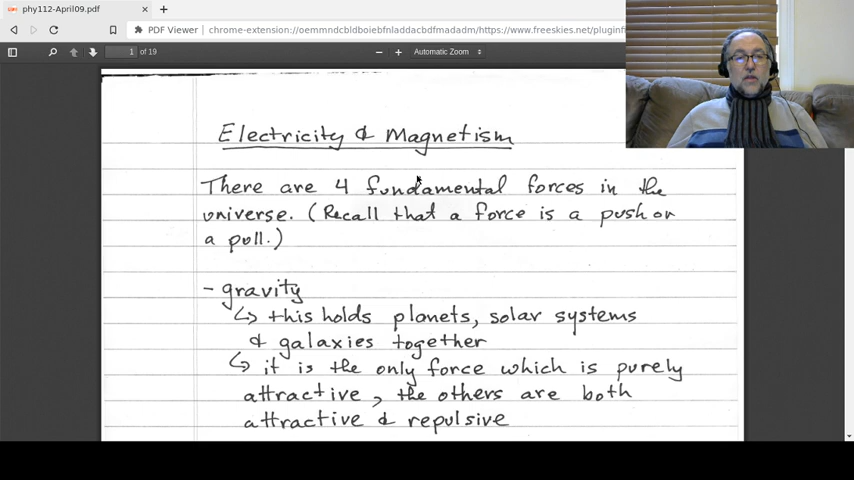 phy112-April09.pdf
PDF Viewer
chrome-extension://oemmndcbldboiebfnladdacbdfmadadm/https://www.freeskies.net/pluginfi
1 of 19
Automatic Zoom
Electricity & Magnetism
There are 4 fundamental forces in the
universe. (Recall that a force is a push or
a pull.)
- gravity
↳ this holds planets, solar systems
& galaxies together
↳ it is the only force which is purely
attractive, the others are both
attractive & repulsive